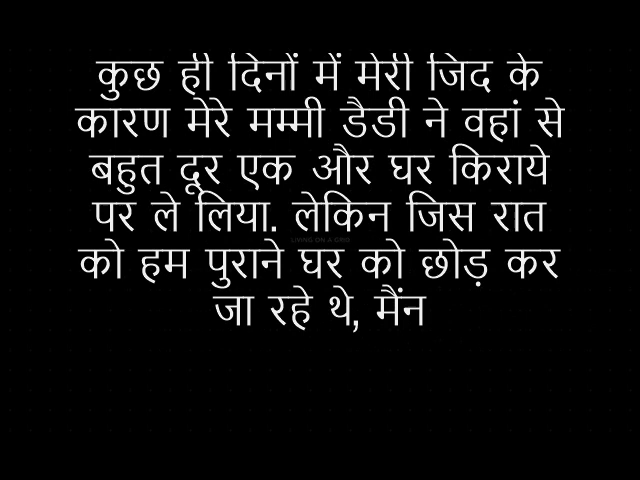 कुछ ही दिनों में मेरी जिद के
कारण मेरे मम्मी डैडी ने वहां से
बहुत दूर एक और घर किराये
पर ले लिया. लेकिन जिस रात
को हम पुराने घर को छोड़ कर
जा रहे थे, मैंन